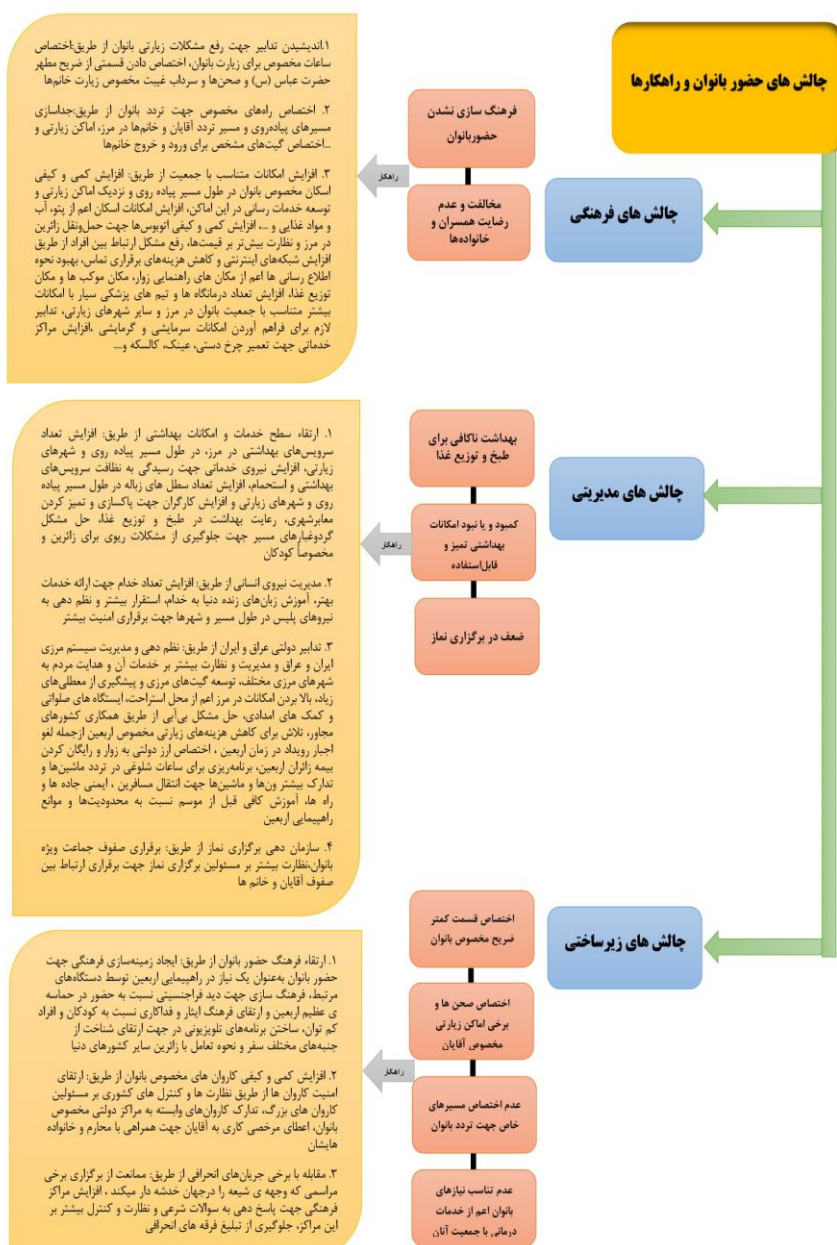 چالش های حضور بانوان و راهکارها
چالش های فرهنگی
فرهنگ سازی نشدن
حضوربانوان
مخالفت و عدم
رضایت همسران و
خانواده‌ها
راهکار
۱.اندیشیدن تدابیر جهت رفع مشکلات زیارتی بانوان از طریق:اختصاص
ساعات مخصوص برای زیارت بانوان، اختصاص دادن قسمتی از ضریح مطهر
حضرت عباس (س) و صحن‌ها و سرداب غیبت مخصوص زیارت خانم‌ها
۲. اختصاص راه‌های مخصوص جهت تردد بانوان از طریق:جداسازی
مسیرهای پیاده‌روی و مسیر تردد آقایان و خانم‌ها در مرز، اماکن زیارتی و
...اختصاص گیت‌های مشخص برای ورود و خروج خانم‌ها
۳. افزایش امکانات متناسب با جمعیت از طریق: افزایش کمی و کیفی
اسکان مخصوص بانوان در طول مسیر پیاده روی و نزدیک اماکن زیارتی و
توسعه خدمات رسانی در این اماکن، افزایش امکانات اسکان اعم از پتو، آب
و مواد غذایی و ...، افزایش کمی و کیفی اتوبوس‌ها جهت حمل‌ونقل زائرین
در مرز و نظارت بیش‌تر بر قیمت‌ها، رفع مشکل ارتباط بین افراد از طریق
افزایش شبکه‌های اینترنتی و کاهش هزینه‌های برقراری تماس، بهبود نحوه
اطلاع رسانی ها اعم از مکان های راهنمایی زوار، مکان موکب ها و مکان
توزیع غذا، افزایش تعداد درمانگاه ها و تیم های پزشکی سیار با امکانات
بیشتر متناسب با جمعیت بانوان در مرز و سایر شهرهای زیارتی، تدابیر
لازم برای فراهم آوردن امکانات سرمایشی و گرمایشی ،افزایش مراکز
خدماتی جهت تعمیر چرخ دستی، عینک، کالسکه و....
چالش های مدیریتی
بهداشت ناکافی برای
طبخ و توزیع غذا
کمبود و یا نبود امکانات
بهداشتی تمیز و
قابل‌استفاده
ضعف در برگزاری نماز
راهکار
۱. ارتقاء سطح خدمات و امکانات بهداشتی از طریق: افزایش تعداد
سرویس‌های بهداشتی در مرز، در طول مسیر پیاده روی و شهرهای
زیارتی، افزایش نیروی خدماتی جهت رسیدگی به نظافت سرویس‌های
بهداشتی و استحمام، افزایش تعداد سطل های زباله در طول مسیر پیاده
روی و شهرهای زیارتی و افزایش کارگران جهت پاکسازی و تمیز کردن
معابرشهری، رعایت بهداشت در طبخ و توزیع غذا، حل مشکل
گردوغبارهای مسیر جهت جلوگیری از مشکلات ریوی برای زائرین و
مخصوصاً کودکان
۲. مدیریت نیروی انسانی از طریق: افزایش تعداد خدام جهت ارائه خدمات
بهتر، آموزش زبان‌های زنده دنیا به خدام، استقرار بیشتر و نظم دهی به
نیروهای پلیس در طول مسیر و شهرها جهت برقراری امنیت بیشتر
۳. تدابیر دولتی عراق و ایران از طریق: نظم دهی و مدیریت سیستم مرزی
ایران و عراق و مدیریت و نظارت بیشتر بر خدمات آن و هدایت مردم به
شهرهای مرزی مختلف، توسعه گیت‌های مرزی و پیشگیری از معطلی‌های
زیاد، بالا بردن امکانات در مرز اعم از محل استراحت، ایستگاه های صلواتی
و کمک های امدادی، حل مشکل بی‌آبی از طریق همکاری کشورهای
مجاور، تلاش برای کاهش هزینه‌های زیارتی مخصوص اربعین ازجمله لغو
اجبار رویداد در زمان اربعین ، اختصاص ارز دولتی به زوار و رایگان کردن
بیمه زائران اربعین، برنامه‌ریزی برای ساعات شلوغی در تردد ماشین‌ها و
تدارک بیشتر ون‌ها و ماشین‌ها جهت انتقال مسافرین ، ایمنی جاده ها و
راه ها، آموزش کافی قبل از موسم نسبت به محدودیت‌ها و موانع
راهپیمایی اربعین
۴. سازمان دهی برگزاری نماز از طریق: برقراری صفوف جماعت ویژه
بانوان،نظارت بیشتر بر مسئولین برگزاری نماز جهت برقراری ارتباط بین
صفوف آقایان و خانم ها
چالش های زیرساختی
اختصاص قسمت کمتر
ضریح مخصوص بانوان
اختصاص صحن ها و
برخی اماکن زیارتی
مخصوص آقایان
عدم اختصاص مسیرهای
خاص جهت تردد بانوان
عدم تناسب نیازهای
بانوان اعم از خدمات
درمانی با جمعیت آنان
راهکار
۱. ارتقاء فرهنگ حضور بانوان از طریق: ایجاد زمینه‌سازی فرهنگی جهت
حضور بانوان به‌عنوان یک نیاز در راهپیمایی اربعین توسط دستگاه‌های
مرتبط، فرهنگ سازی جهت دید فراجنسیتی نسبت به حضور در حماسه
ی عظیم اربعین و ارتقای فرهنگ ایثار و فداکاری نسبت به کودکان و افراد
کم توان، ساختن برنامه‌های تلویزیونی در جهت ارتقای شناخت از
جنبه‌های مختلف سفر و نحوه تعامل با زائرین سایر کشورهای دنیا
۲. افزایش کمی و کیفی کاروان های مخصوص بانوان از طریق: ارتقای
امنیت کاروان ها از طریق نظارت ها و کنترل های کشوری بر مسئولین
کاروان های بزرگ، تدارک کاروان‌های وابسته به مراکز دولتی مخصوص
بانوان، اعطای مرخصی کاری به آقایان جهت همراهی با محارم و خانواده
هایشان
۳. مقابله با برخی جریان‌های انحرافی از طریق: ممانعت از برگزاری برخی
مراسمی که وجهه ی شیعه را درجهان خدشه دار میکند ، افزایش مراکز
فرهنگی جهت پاسخ دهی به سوالات شرعی و نظارت و کنترل بیشتر بر
این مراکز، جلوگیری از تبلیغ فرقه های انحرافی